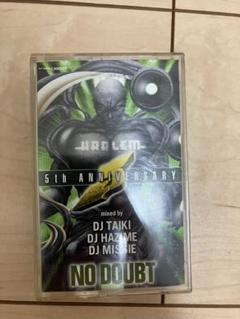 HARLEM
5th ANNIVERSARY
mixed by
DJ TAIKI
DJ HAZIME
DJ MISSIE
NO DOUBT